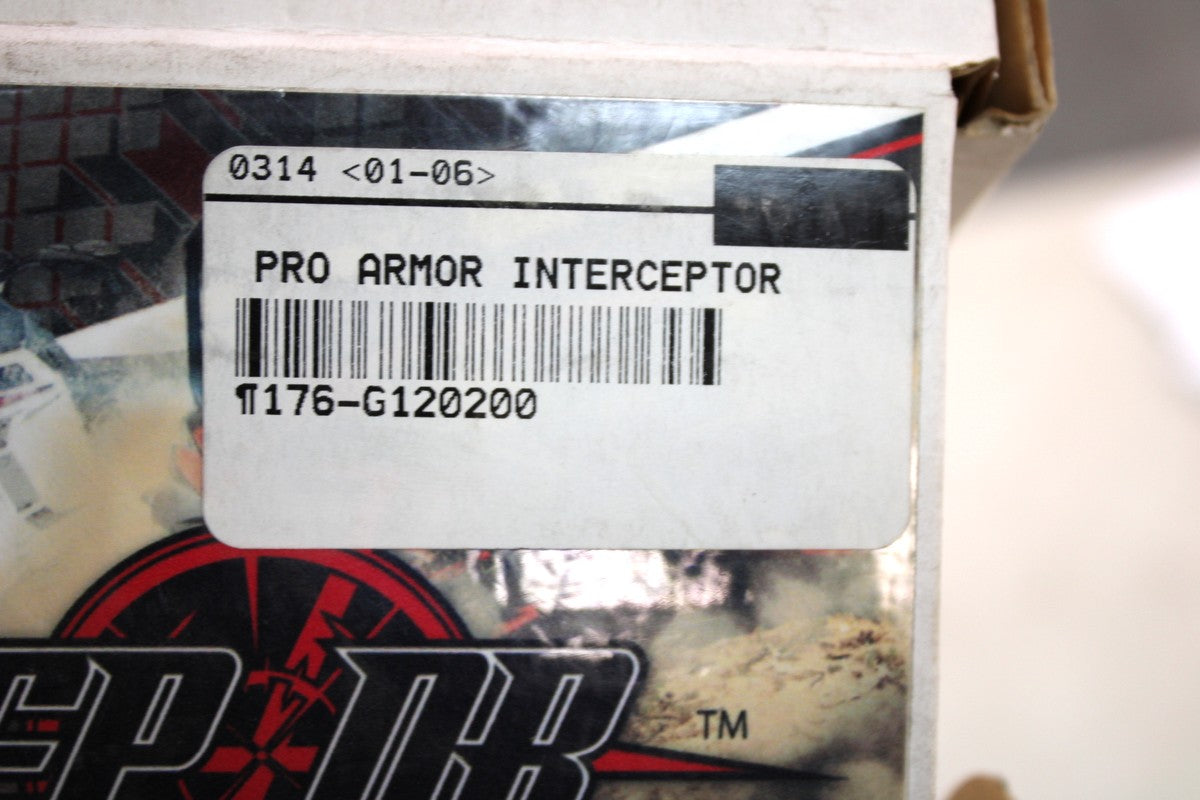 0314 <01-06>
PRO ARMOR INTERCEPTOR
¶176-G120200
TM